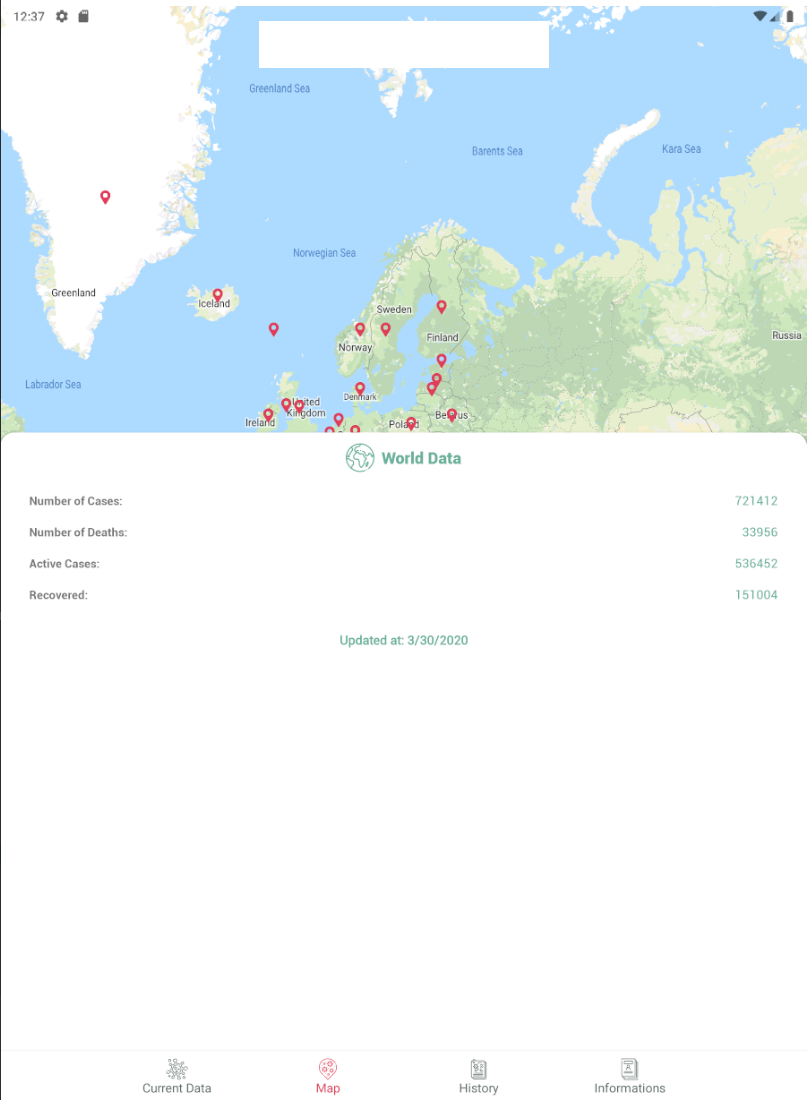 12:37
Greenland Sea
Barents Sea
Kara Sea
Norwegian Sea
Greenland
Iceland
Sweden
Finland
Russia
Norway
Labrador Sea
Denmark
United
Kingdom
Ireland
Poland
Belarus
World Data
Number of Cases: 721412
Number of Deaths: 33956
Active Cases: 536452
Recovered: 151004
Updated at: 3/30/2020
Current Data Map History Informations